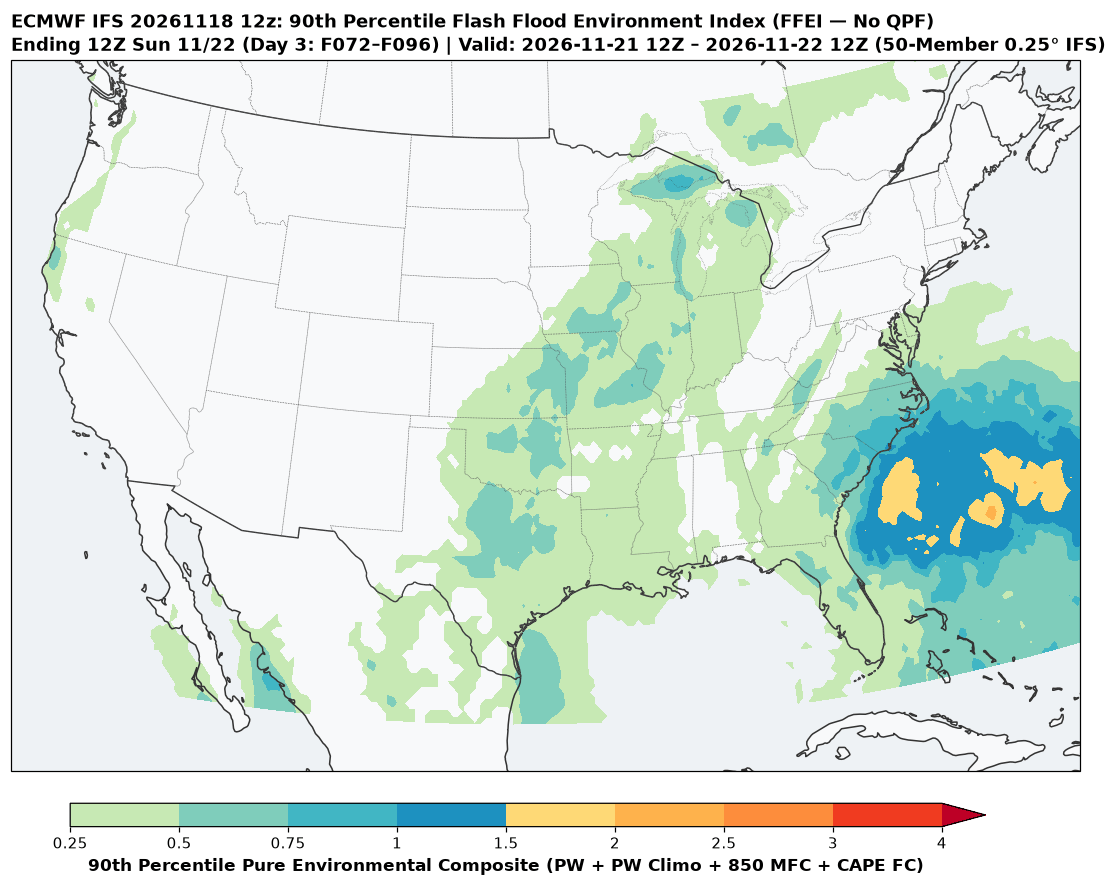 ECMWF IFS 20261118 12z: 90th Percentile Flash Flood Environment Index (FFEI — No QPF)
Ending 12Z Sun 11/22 (Day 3: F072–F096) | Valid: 2026-11-21 12Z – 2026-11-22 12Z (50-Member 0.25° IFS)
0.25 0.5 0.75 1 1.5 2 2.5 3 4
90th Percentile Pure Environmental Composite (PW + PW Climo + 850 MFC + CAPE FC)